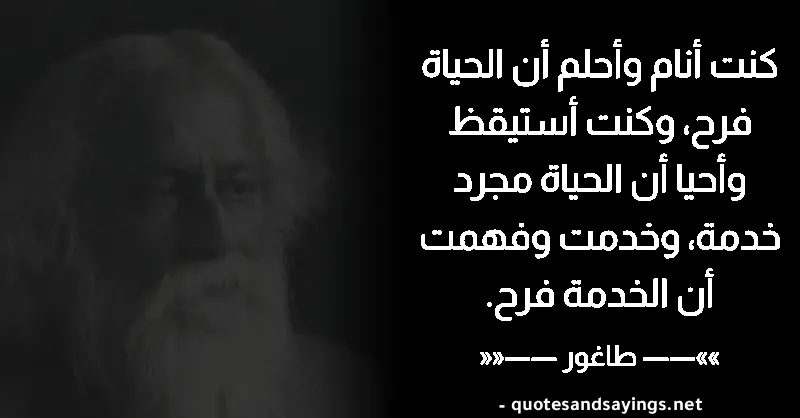 كنت أنام وأحلم أن الحياة
فرح، وكنت أستيقظ
وأحيا أن الحياة مجرد
خدمة، وخدمت وفهمت
أن الخدمة فرح.
»»—— طاغور ——««
- quotesandsayings.net